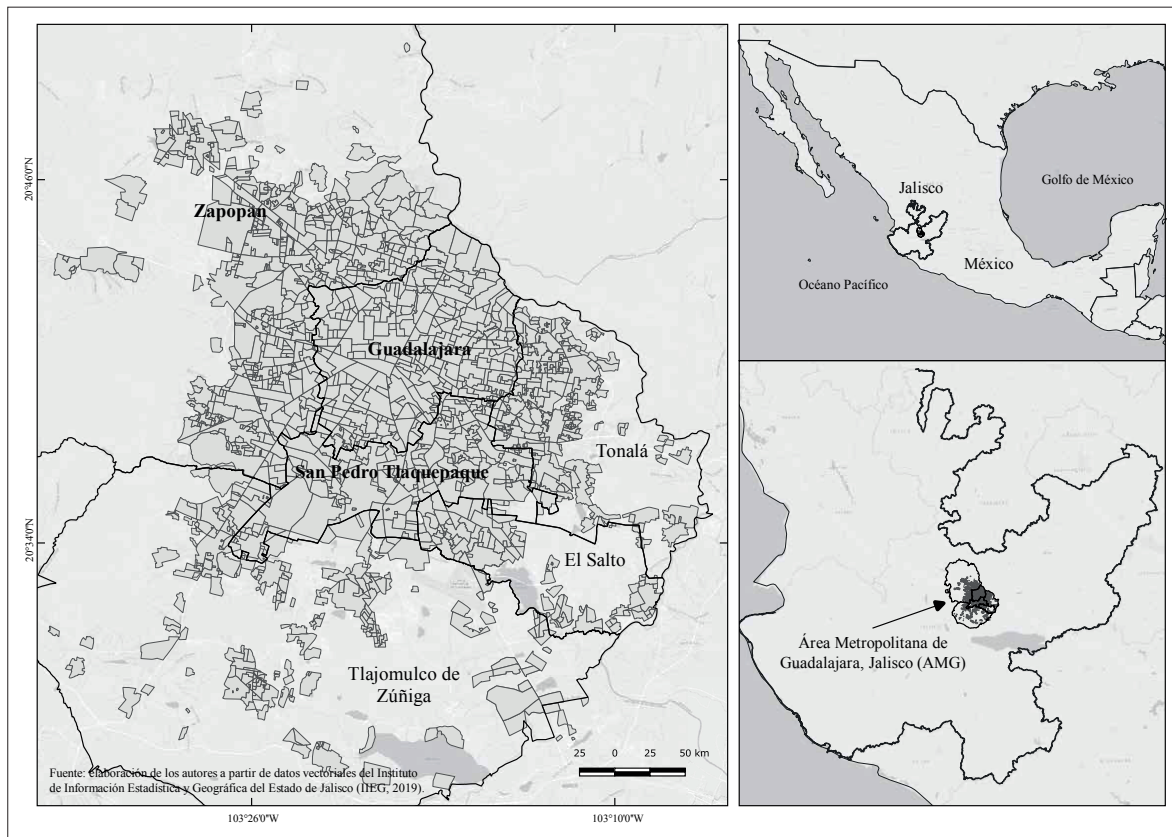 20°46'0"N
20°34'0"N
Zapopan
Guadalajara
San Pedro Tlaquepaque
Tonalá
El Salto
Tlajomulco de
Zúñiga
25 0 25 50 km
Fuente: elaboración de los autores a partir de datos vectoriales del Instituto
de Información Estadística y Geográfica del Estado de Jalisco (IIEG, 2019).
103°26'0"W
103°10'0"W
Jalisco
Golfo de México
México
Océano Pacífico
Área Metropolitana de
Guadalajara, Jalisco (AMG)